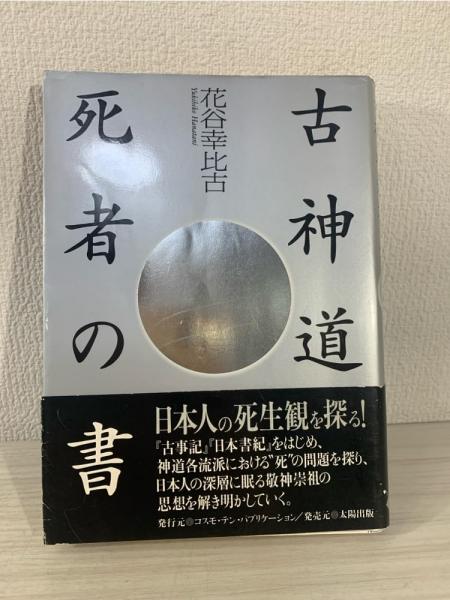 古神道
死者の書
花谷幸比古
Yukihiko Hanatani
日本人の死生観を探る!
『古事記』『日本書紀』をはじめ、
神道各流派における“死”の問題を探り、
日本人の深層に眠る敬神崇祖の
思想を解き明かしていく。
発行元●コスモ・テン・パブリケーション/発売元●太陽出版